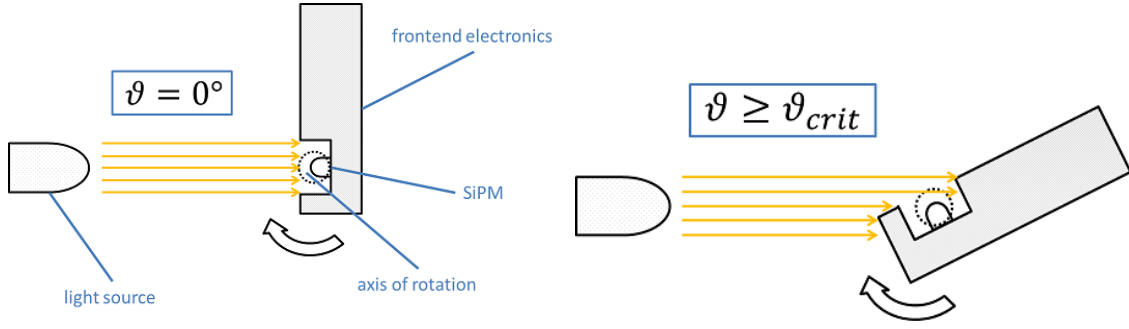 frontend electronics
ϑ = 0°
ϑ ≥ ϑcrit
SiPM
axis of rotation
light source